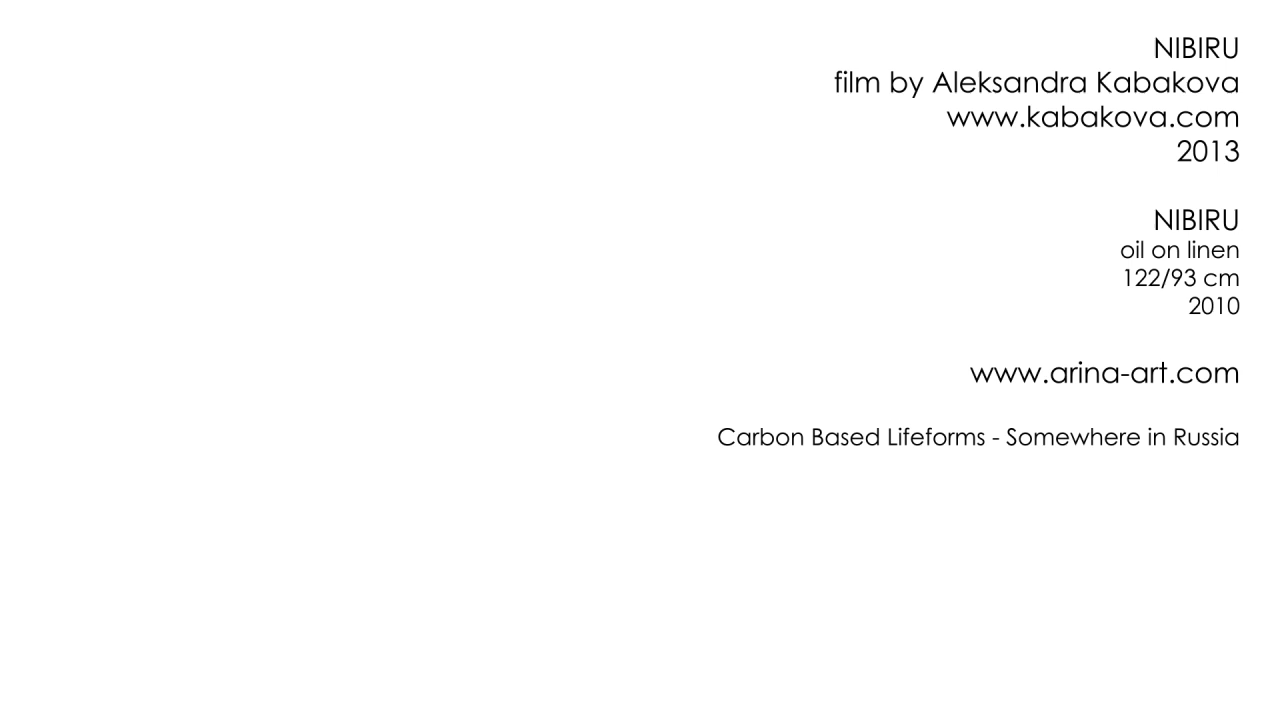 NIBIRU
film by Aleksandra Kabakova
www.kabakova.com
2013
NIBIRU
oil on linen
122/93 cm
2010
www.arina-art.com
Carbon Based Lifeforms - Somewhere in Russia